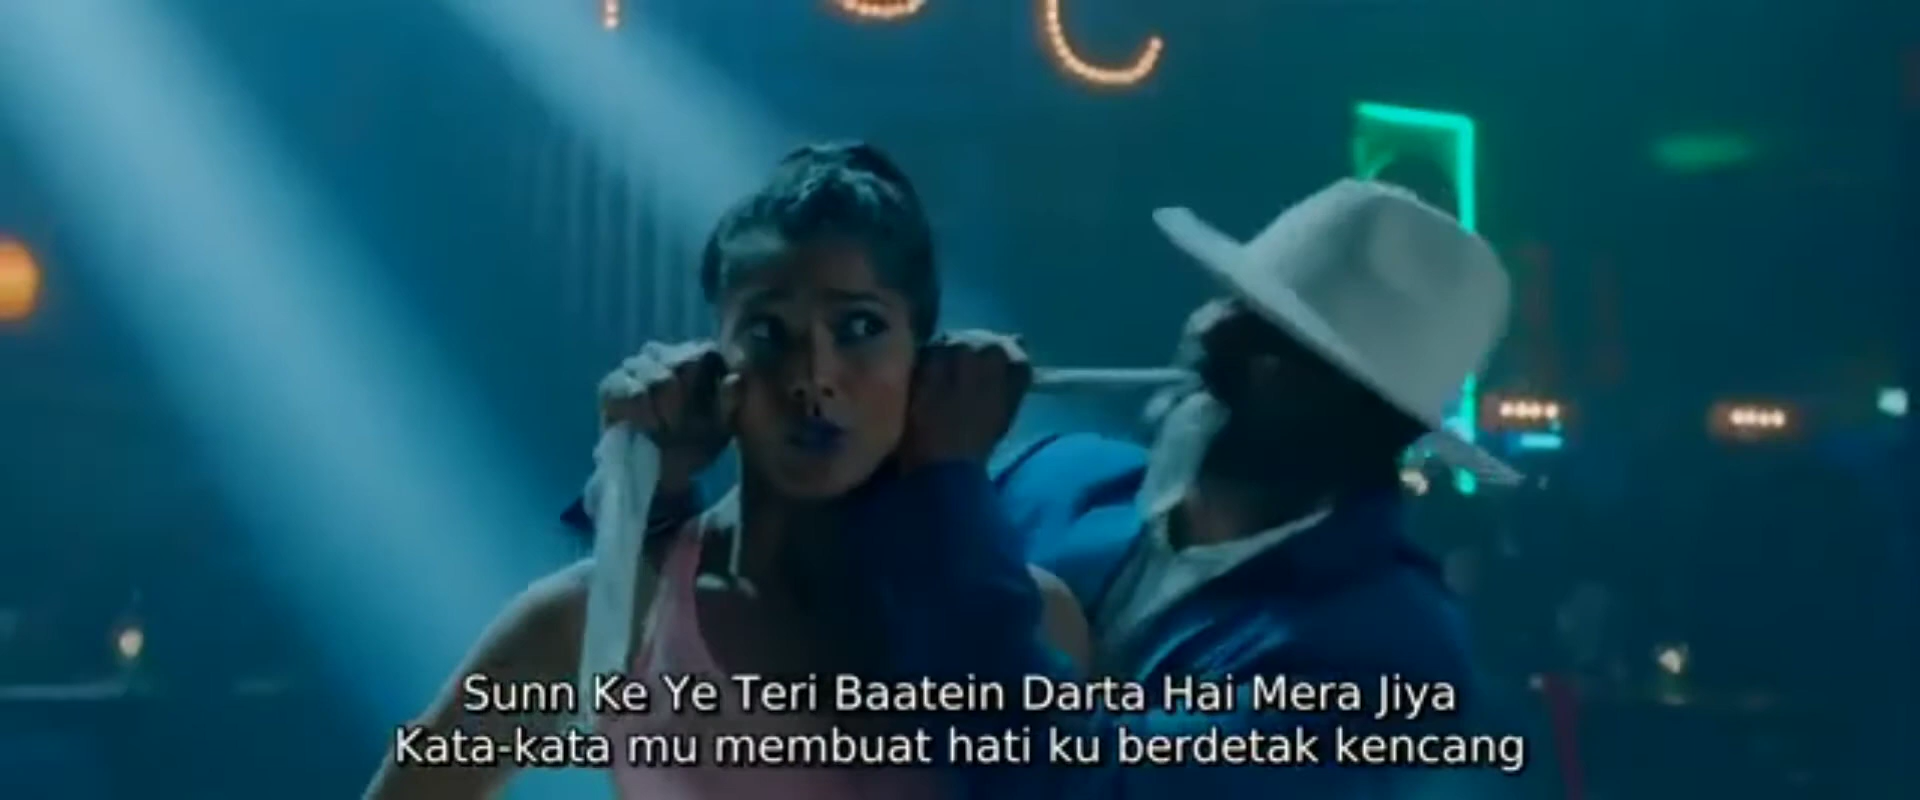 Sunn Ke Ye Teri Baatein Darta Hai Mera Jiya
Kata-kata mu membuat hati ku berdetak kencang